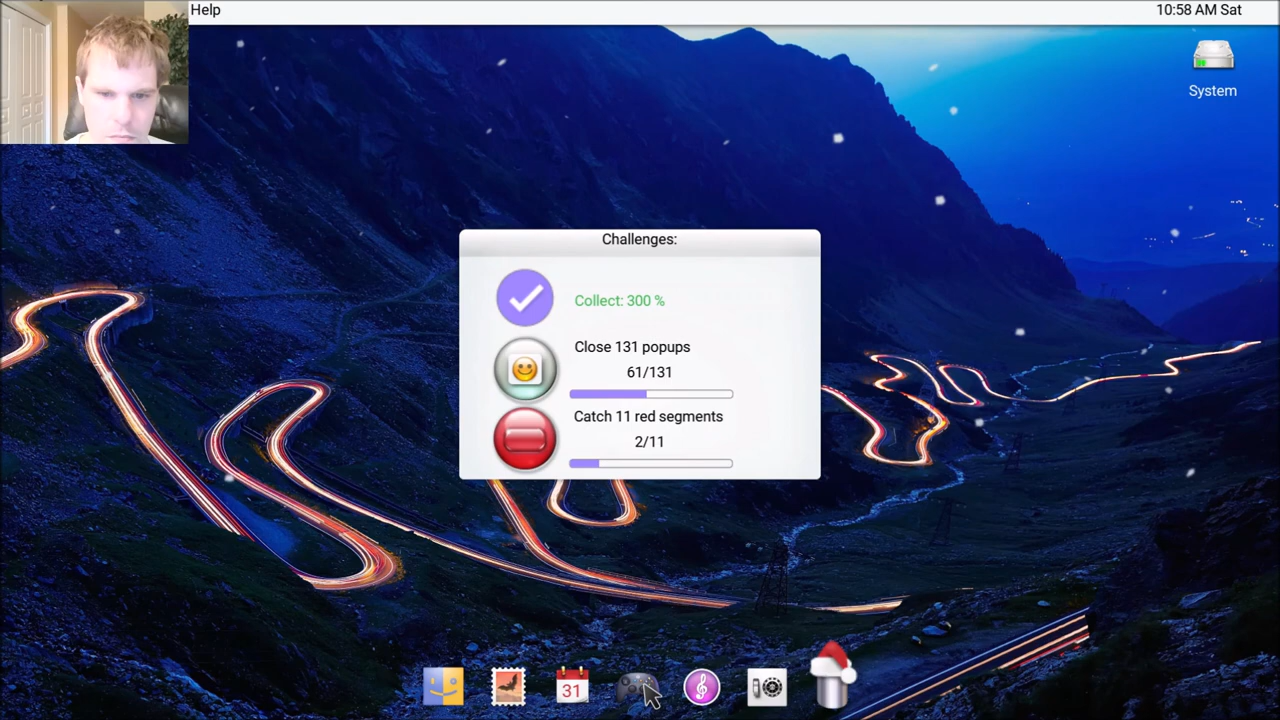 Help
10:58 AM Sat
System
Challenges:
Collect: 300 %
Close 131 popups
61/131
Catch 11 red segments
2/11
31